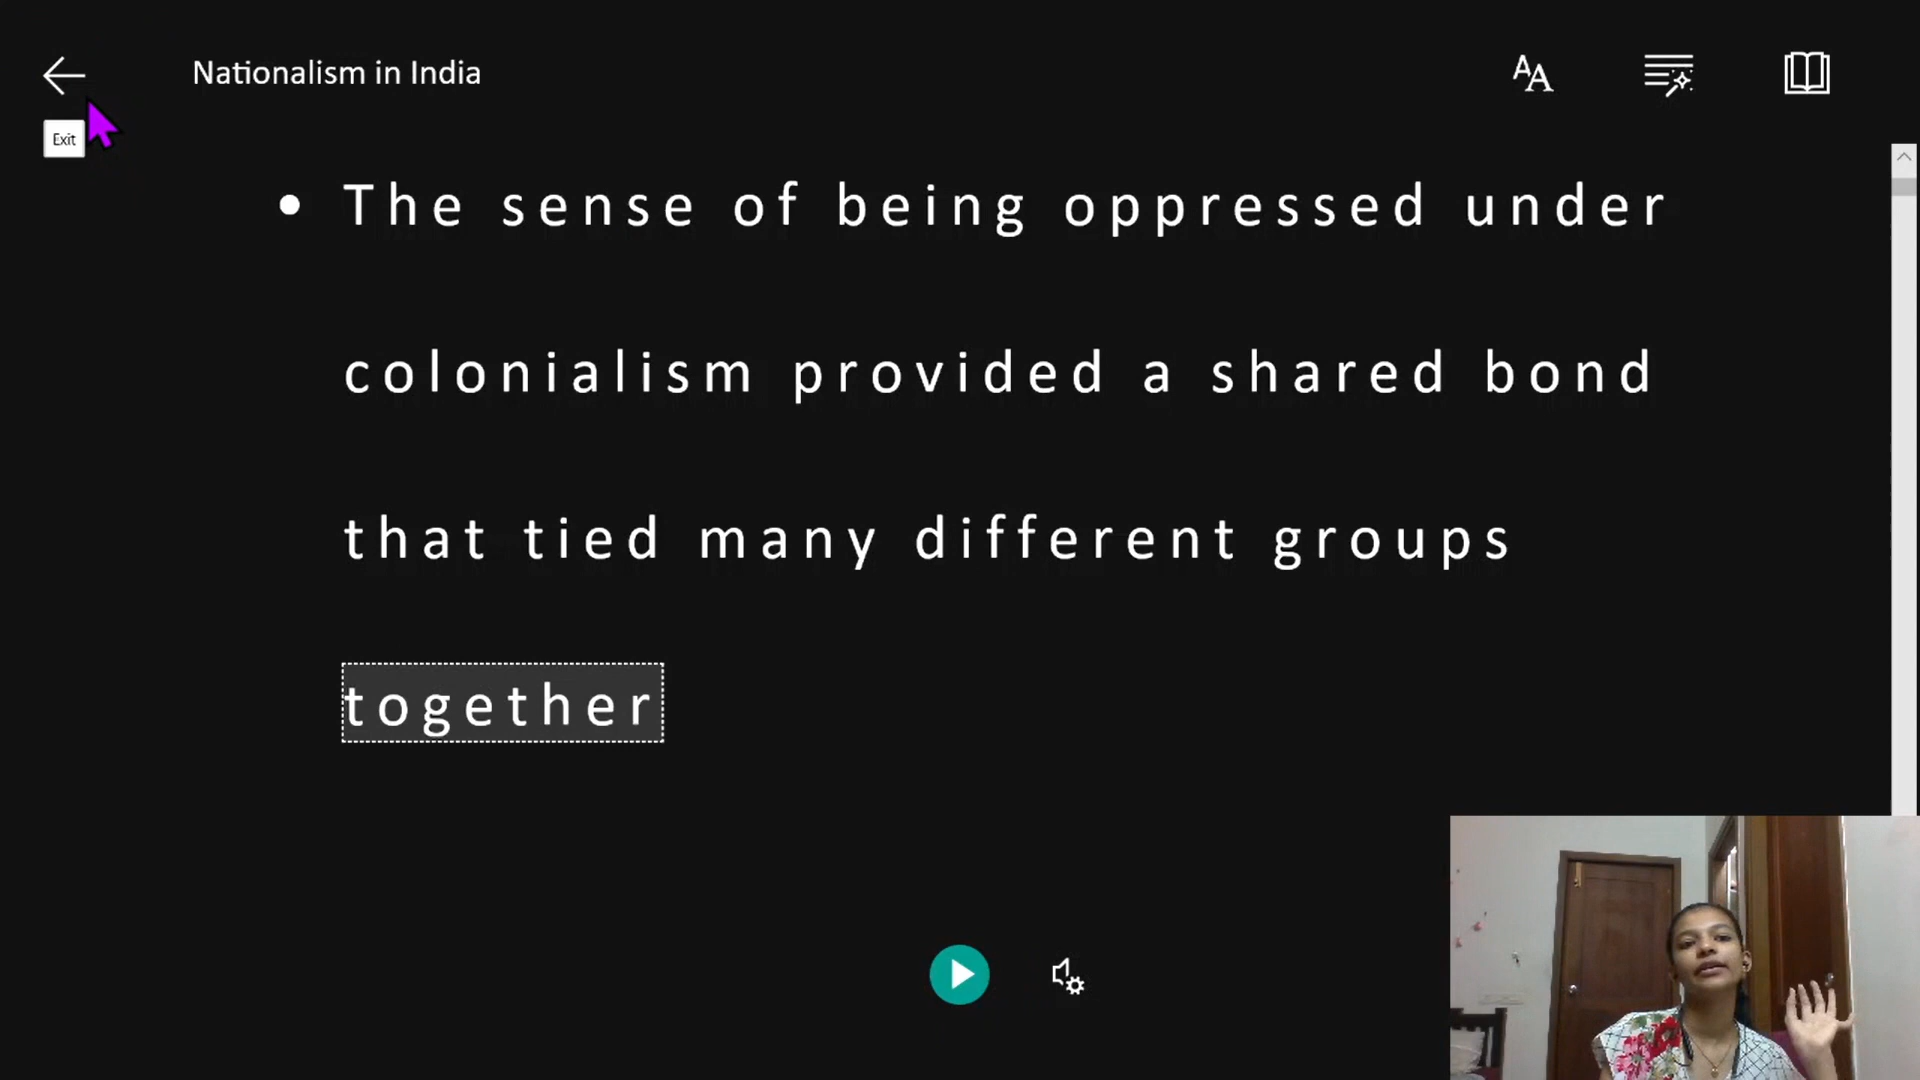 Nationalism in India
AA
Exit
• The sense of being oppressed under
colonialism provided a shared bond
that tied many different groups
together